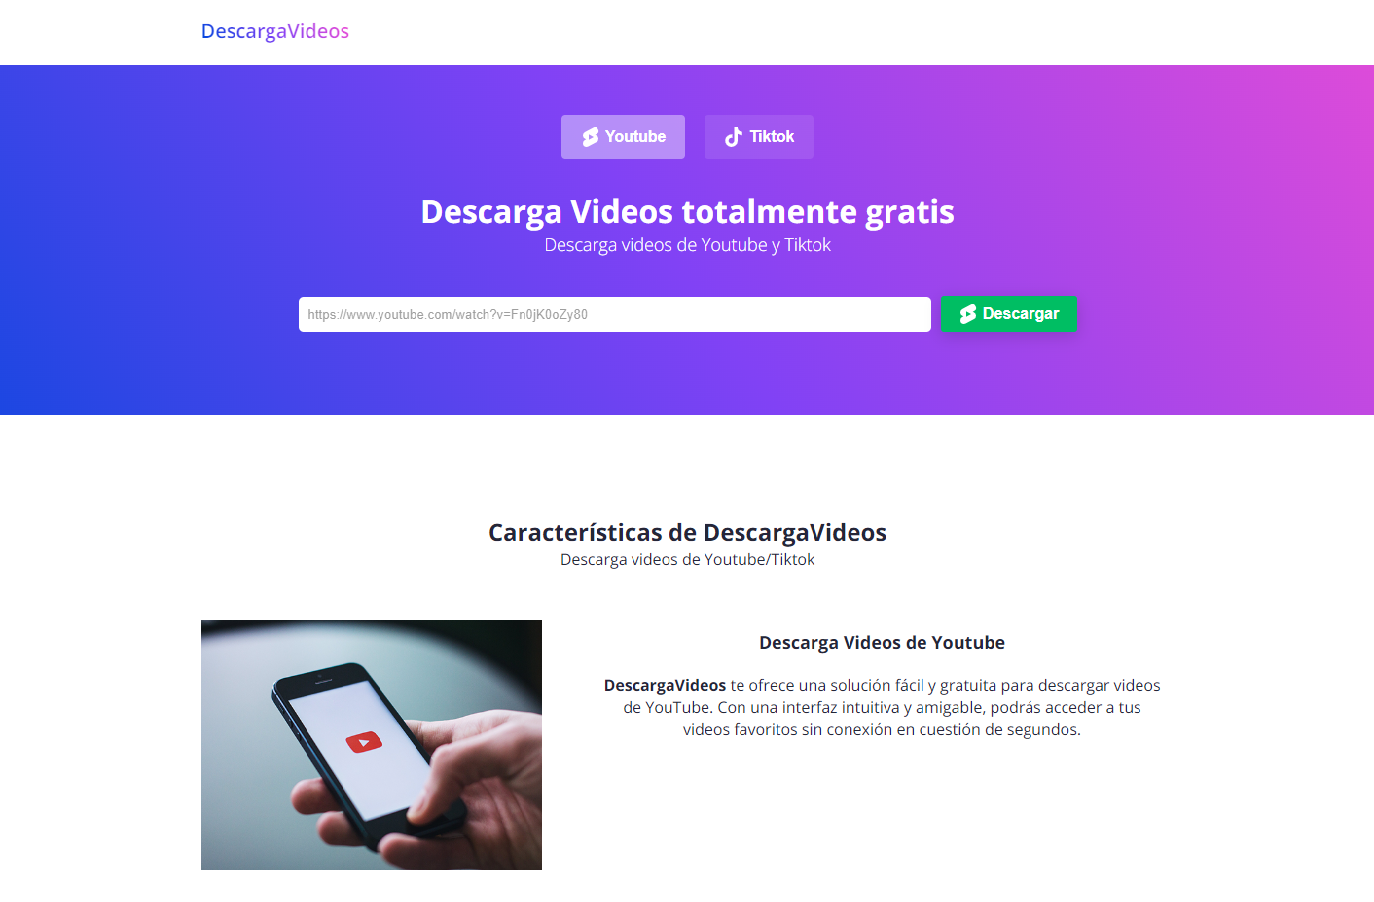 DescargaVideos
Youtube
Tiktok
Descarga Videos totalmente gratis
Descarga videos de Youtube y Tiktok
https://www.youtube.com/watch?v=Fn0jK0oZy80
Descargar
Características de DescargaVideos
Descarga videos de Youtube/Tiktok
Descarga Videos de Youtube
DescargaVideos te ofrece una solución fácil y gratuita para descargar videos
de YouTube. Con una interfaz intuitiva y amigable, podrás acceder a tus
videos favoritos sin conexión en cuestión de segundos.